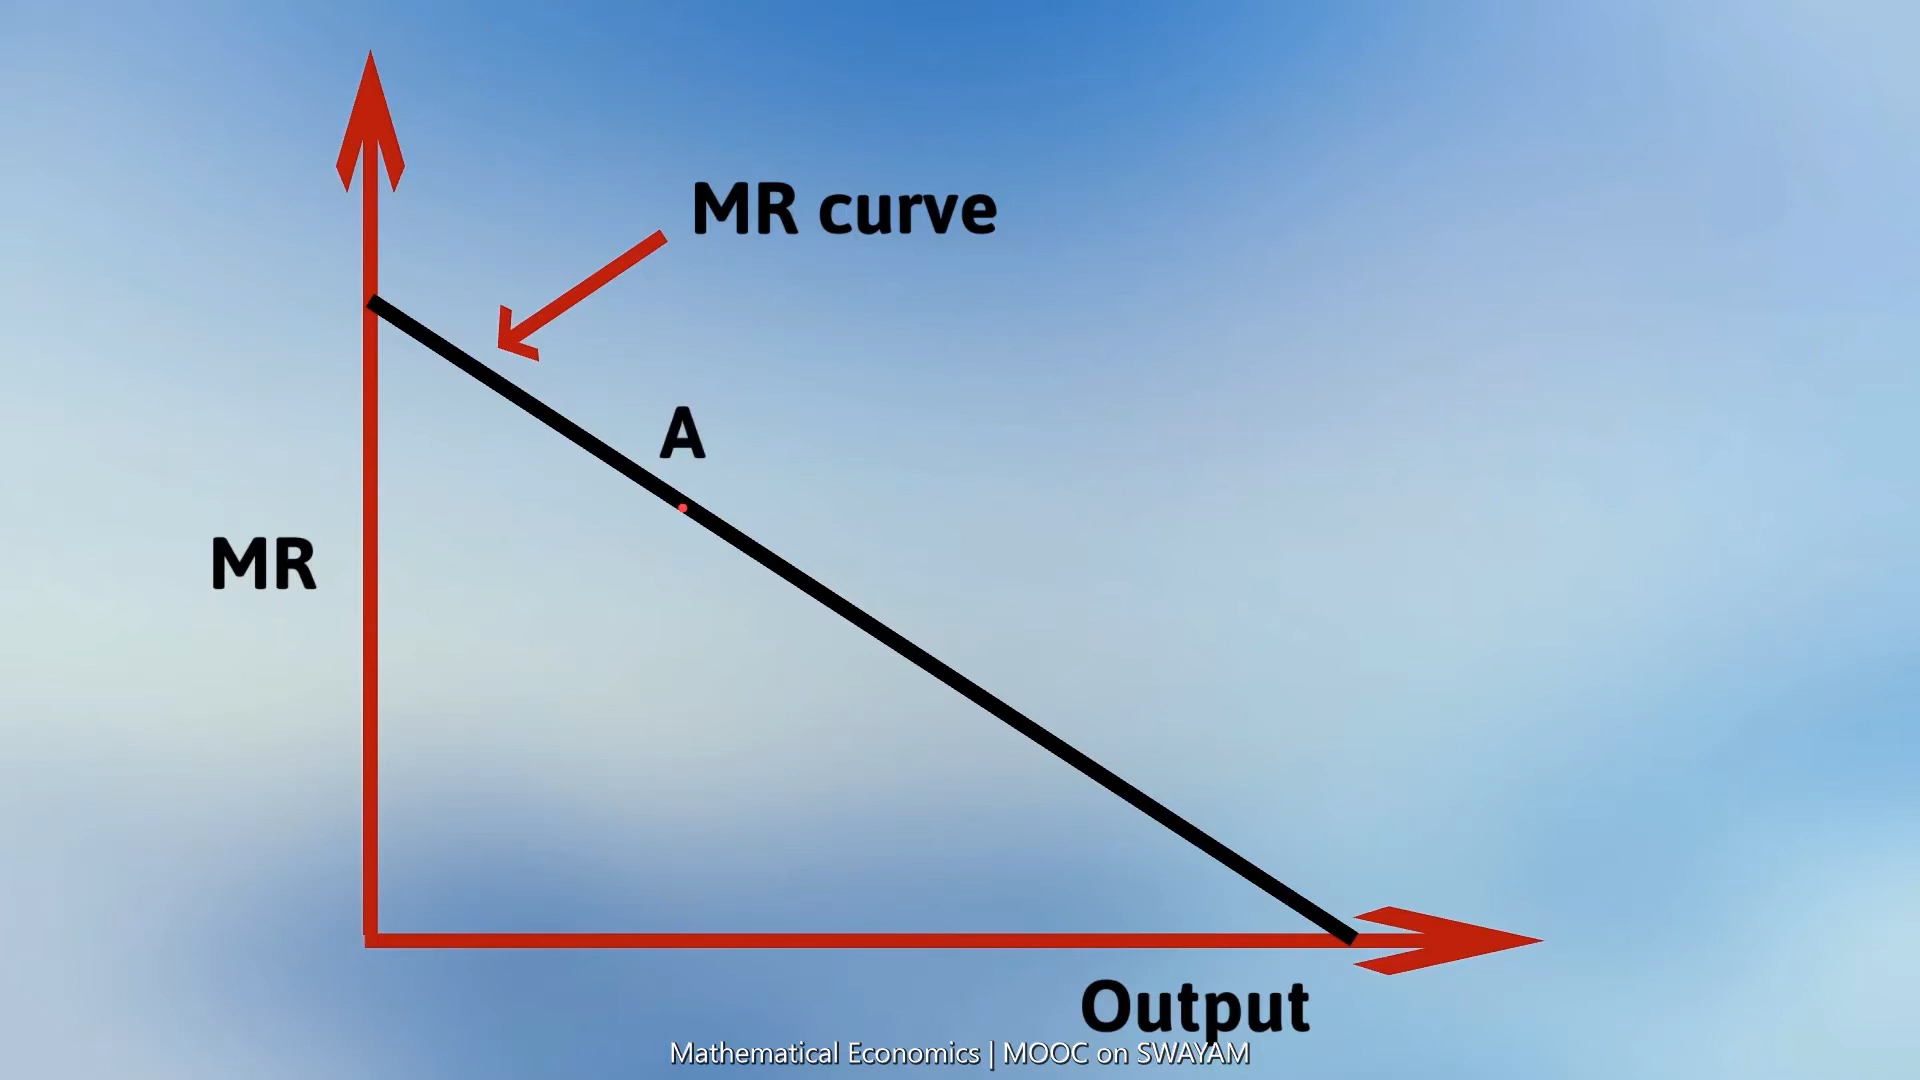 MR curve
A
MR
Output
Mathematical Economics | MOOC on SWAYAM